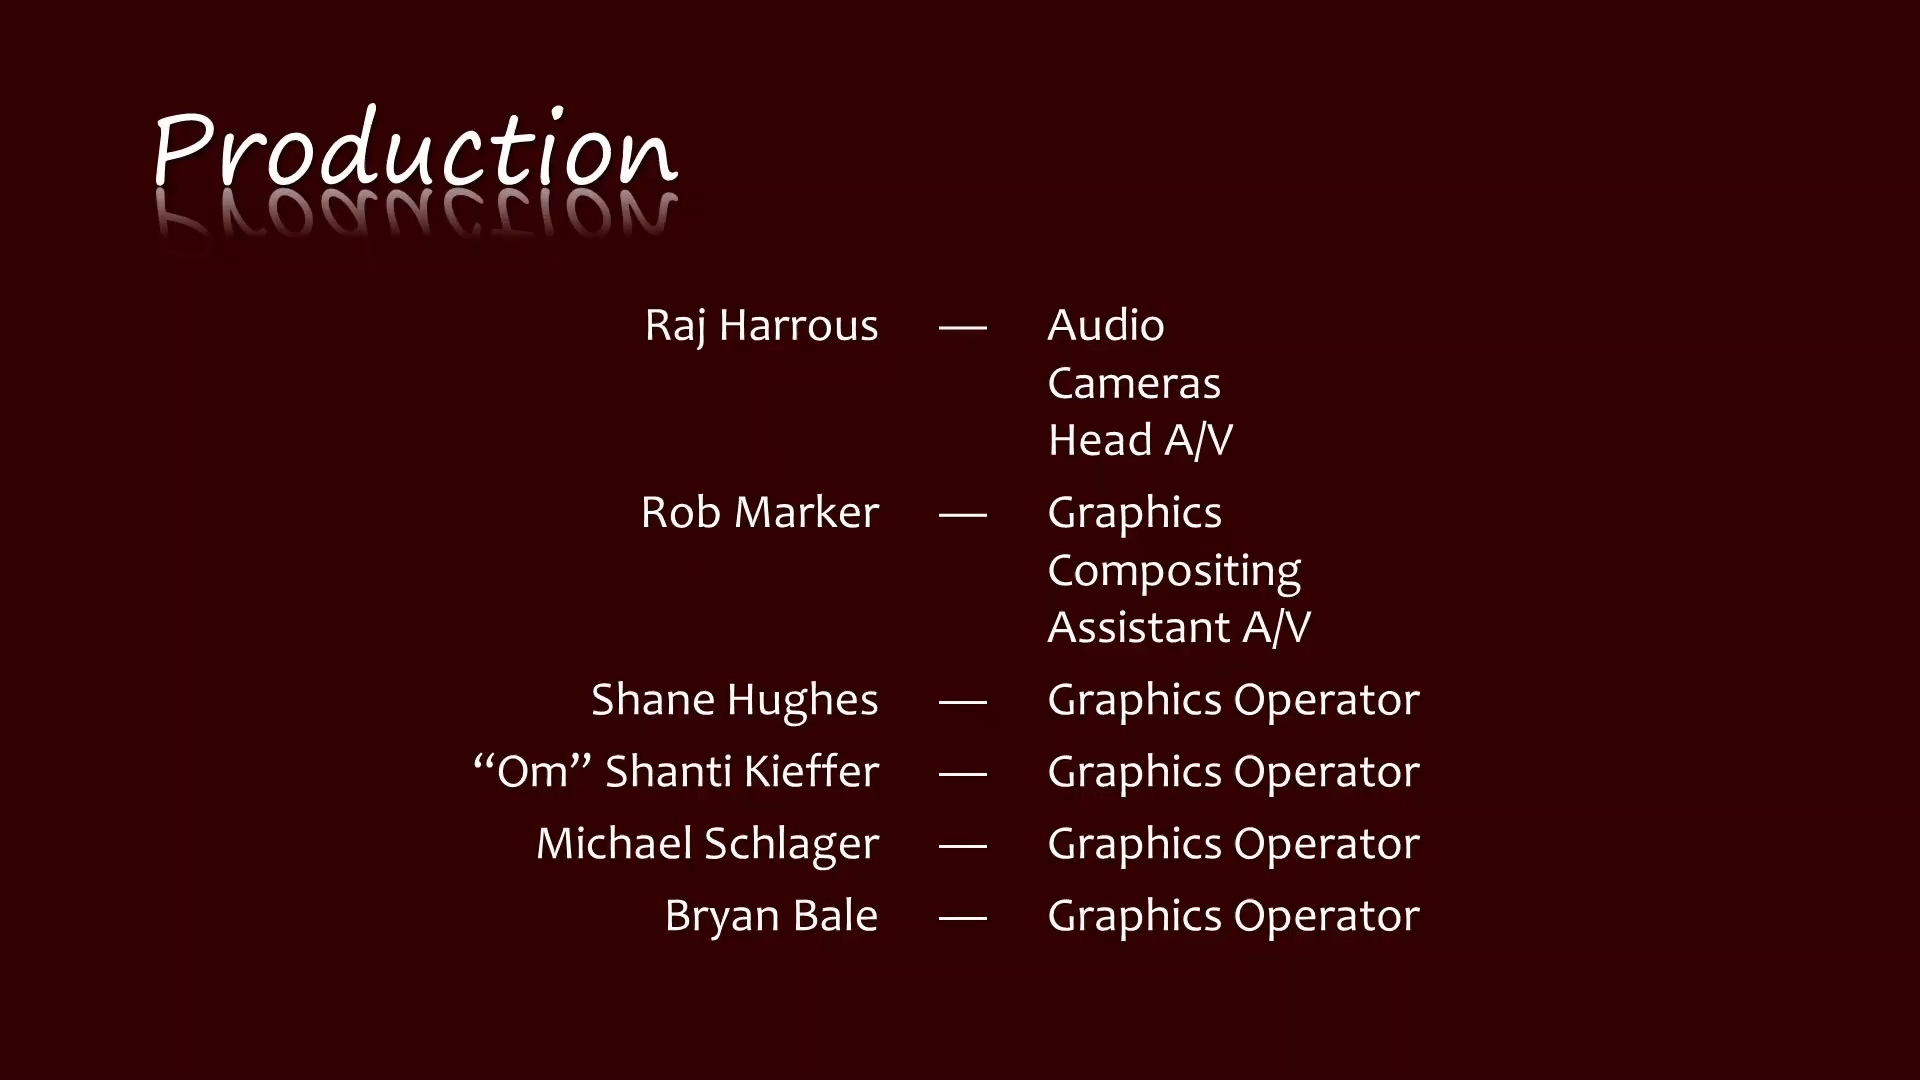 Production
Raj Harrous — Audio
Cameras
Head A/V
Rob Marker — Graphics
Compositing
Assistant A/V
Shane Hughes — Graphics Operator
“Om” Shanti Kieffer — Graphics Operator
Michael Schlager — Graphics Operator
Bryan Bale — Graphics Operator